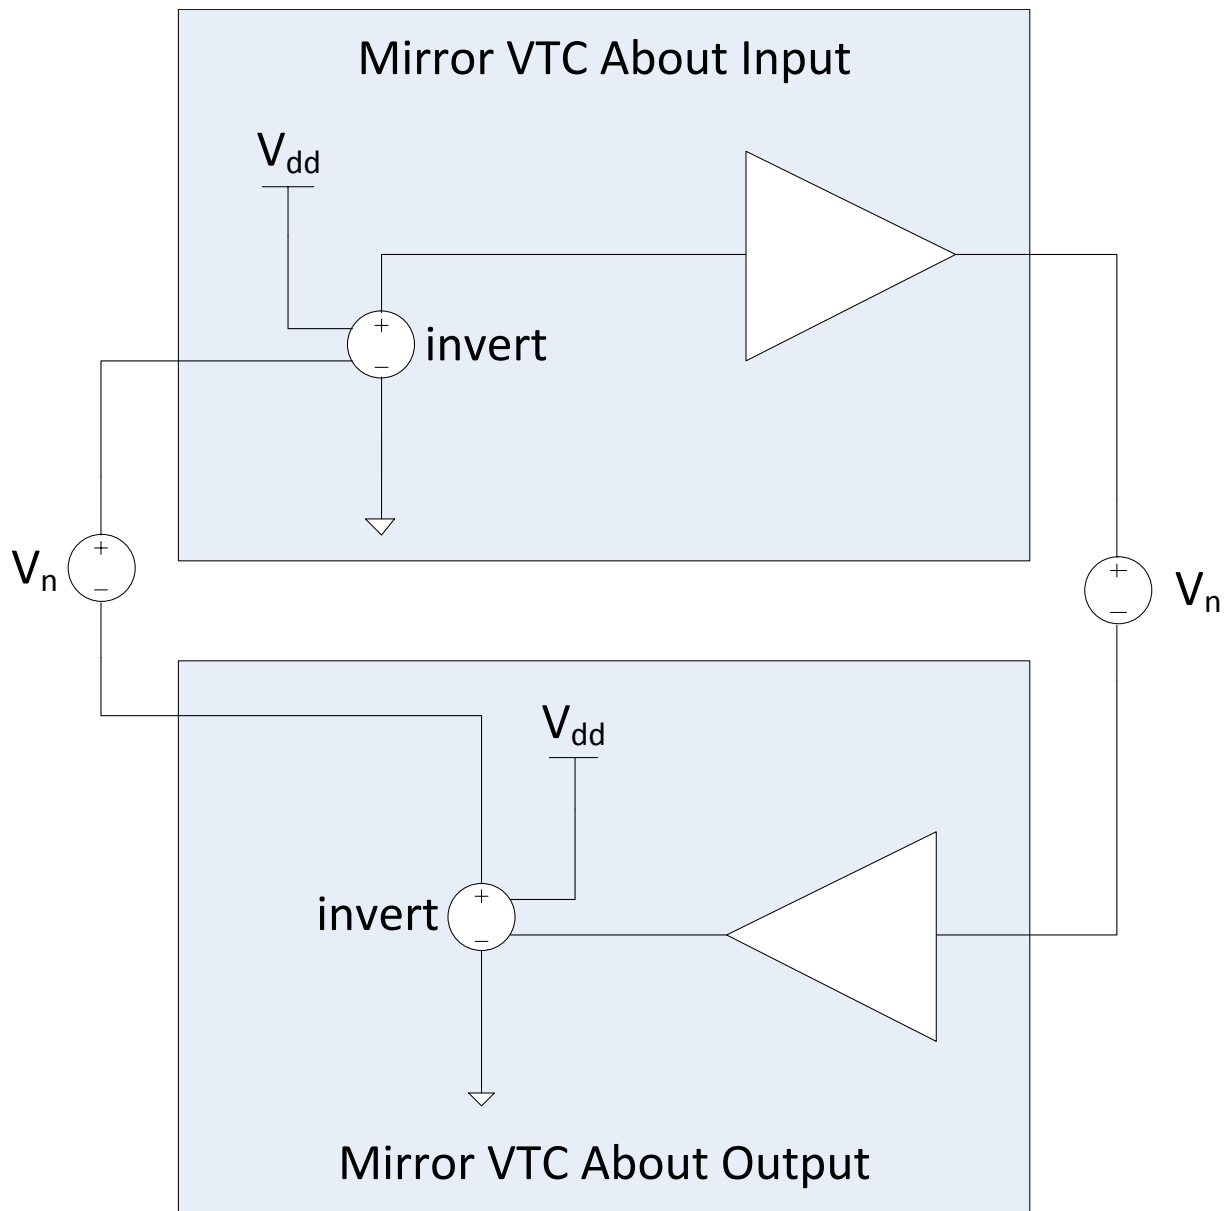 Mirror VTC About Input
Vdd
+
−
invert
+
−
Vn
+
−
Vn
Vdd
+
−
invert
Mirror VTC About Output